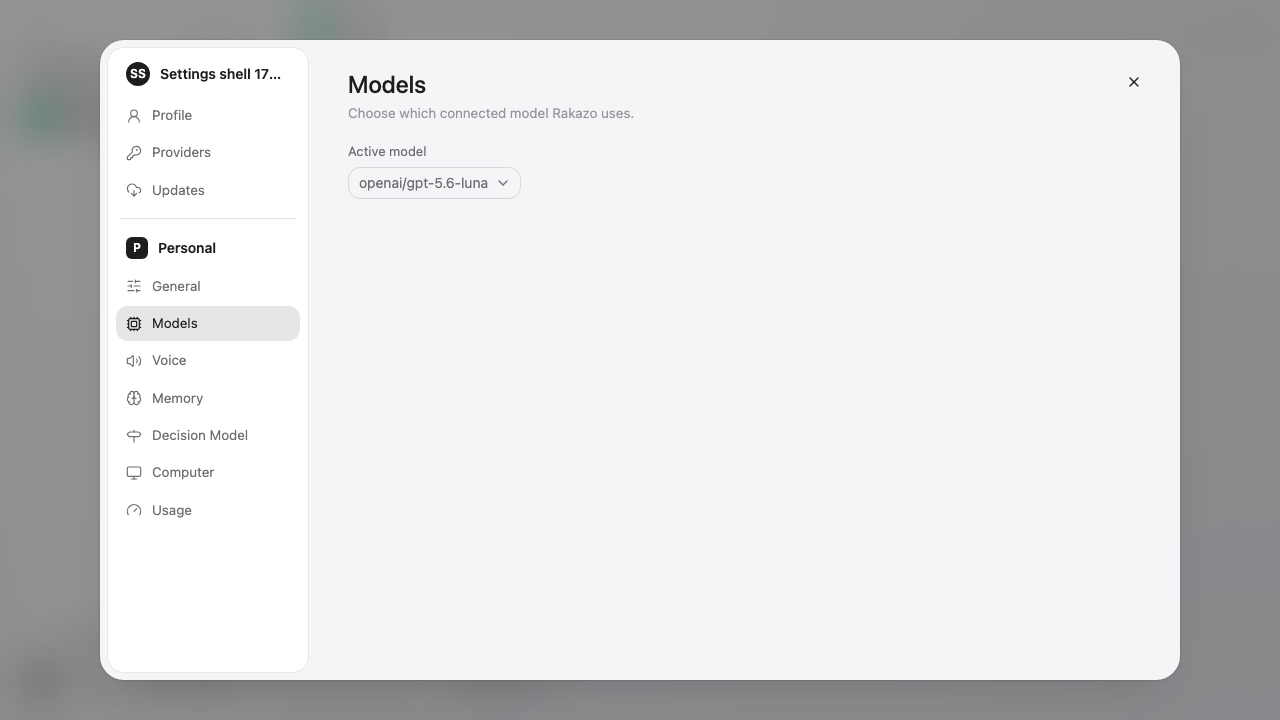 SS Settings shell 17...
Profile
Providers
Updates
P Personal
General
Models
Voice
Memory
Decision Model
Computer
Usage
Models
Choose which connected model Rakazo uses.
Active model
openai/gpt-5.6-luna